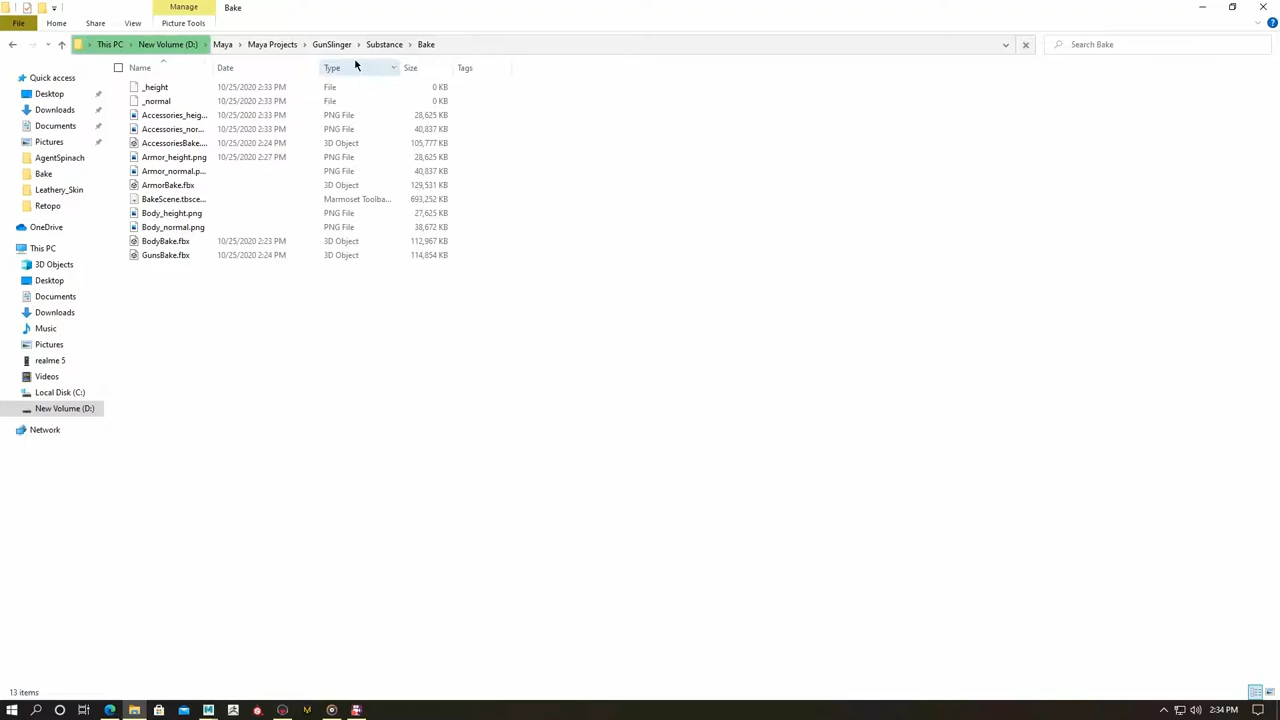 Manage
Bake
File
Home
Share
View
Picture Tools
This PC
New Volume (D:)
Maya
Maya Projects
GunSlinger
Substance
Bake
Search Bake
Name
Date
Type
Size
Tags
_height 10/25/2020 2:33 PM File 0 KB
_normal 10/25/2020 2:33 PM File 0 KB
Accessories_heig... 10/25/2020 2:33 PM PNG File 28,625 KB
Accessories_nor... 10/25/2020 2:33 PM PNG File 40,837 KB
AccessoriesBake.... 10/25/2020 2:24 PM 3D Object 105,777 KB
Armor_height.png 10/25/2020 2:27 PM PNG File 28,625 KB
Armor_normal.p... PNG File 40,837 KB
ArmorBake.fbx 3D Object 129,531 KB
BakeScene.tbsce... Marmoset Toolba... 693,252 KB
Body_height.png PNG File 27,625 KB
Body_normal.png PNG File 38,672 KB
BodyBake.fbx 10/25/2020 2:23 PM 3D Object 112,967 KB
GunsBake.fbx 10/25/2020 2:24 PM 3D Object 114,854 KB
Quick access
Desktop
Downloads
Documents
Pictures
AgentSpinach
Bake
Leathery_Skin
Retopo
OneDrive
This PC
3D Objects
Desktop
Documents
Downloads
Music
Pictures
realme 5
Videos
Local Disk (C:)
New Volume (D:)
Network
13 items
2:34 PM